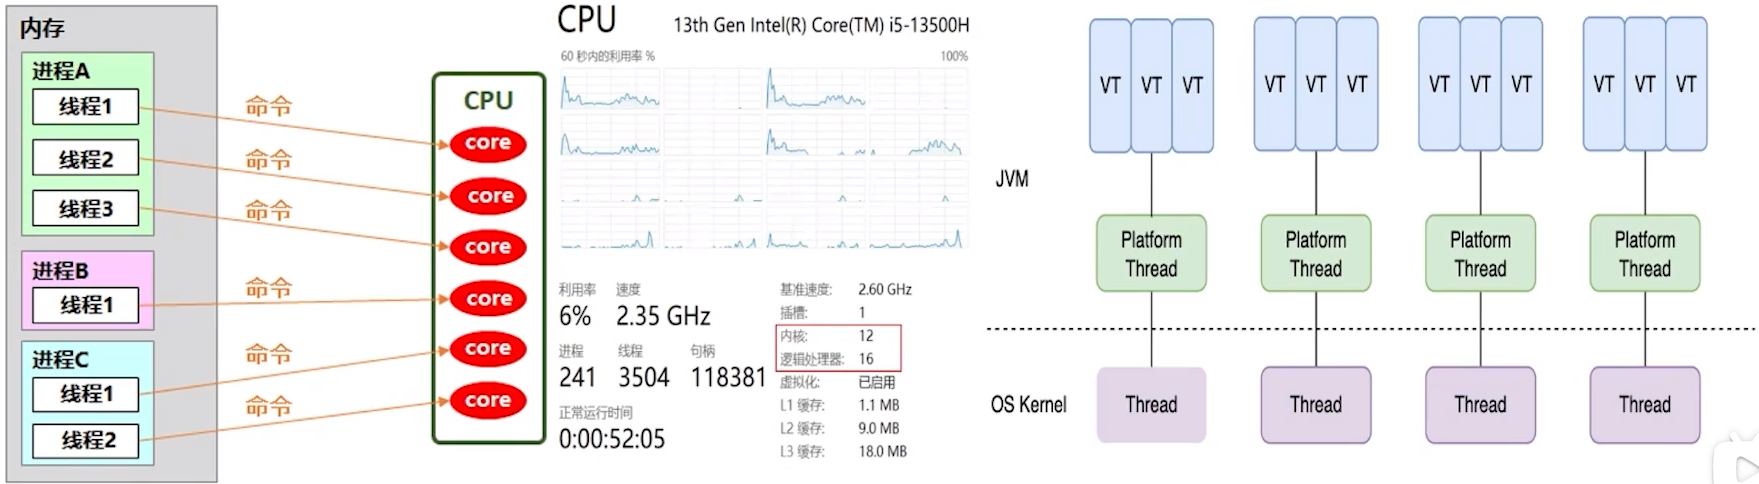 内存
进程A
线程1
线程2
线程3
进程B
线程1
进程C
线程1
线程2
命令
命令
命令
命令
命令
命令
CPU
core
core
core
core
core
core
CPU
13th Gen Intel(R) Core(TM) i5-13500H
60 秒内的利用率 %
100%
利用率
速度
6%
2.35 GHz
进程
线程
句柄
241
3504
118381
正常运行时间
0:00:52:05
基准速度:
2.60 GHz
插槽:
1
内核:
12
逻辑处理器:
16
虚拟化:
已启用
L1 缓存:
1.1 MB
L2 缓存:
9.0 MB
L3 缓存:
18.0 MB
VT
VT
VT
VT
VT
VT
VT
VT
VT
VT
VT
VT
JVM
Platform
Thread
Platform
Thread
Platform
Thread
Platform
Thread
OS Kernel
Thread
Thread
Thread
Thread